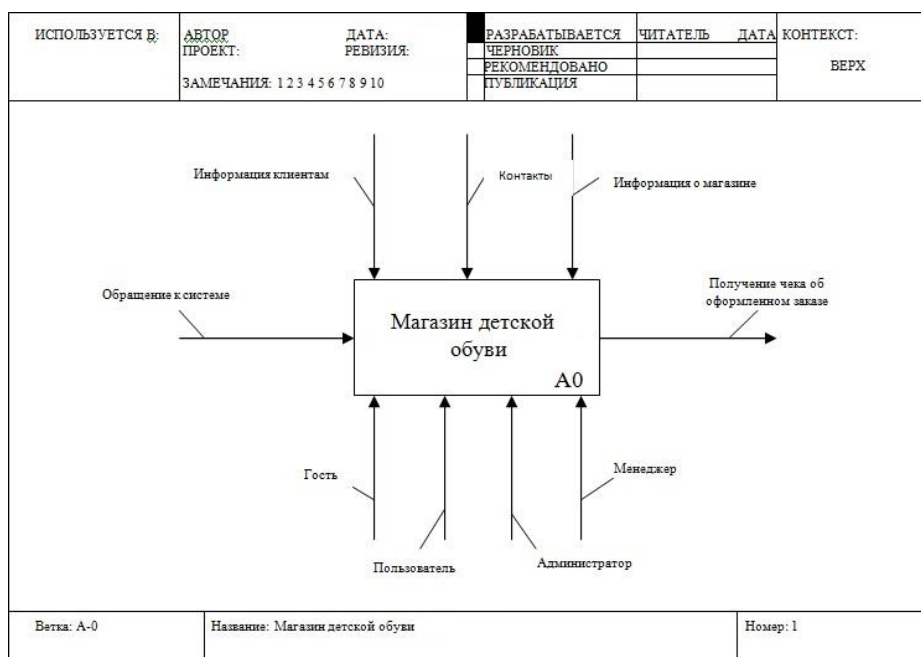 ИСПОЛЬЗУЕТСЯ В:
АВТОР ДАТА:
ПРОЕКТ: РЕВИЗИЯ:
ЗАМЕЧАНИЯ: 1 2 3 4 5 6 7 8 9 10
РАЗРАБАТЫВАЕТСЯ
ЧЕРНОВИК
РЕКОМЕНДОВАНО
ПУБЛИКАЦИЯ
ЧИТАТЕЛЬ ДАТА
КОНТЕКСТ:
ВЕРХ
Информация клиентам
Контакты
Информация о магазине
Обращение к системе
Получение чека об
оформленном заказе
Магазин детской
обуви
А0
Гость
Менеджер
Пользователь
Администратор
Ветка: А-0
Название: Магазин детской обуви
Номер: 1